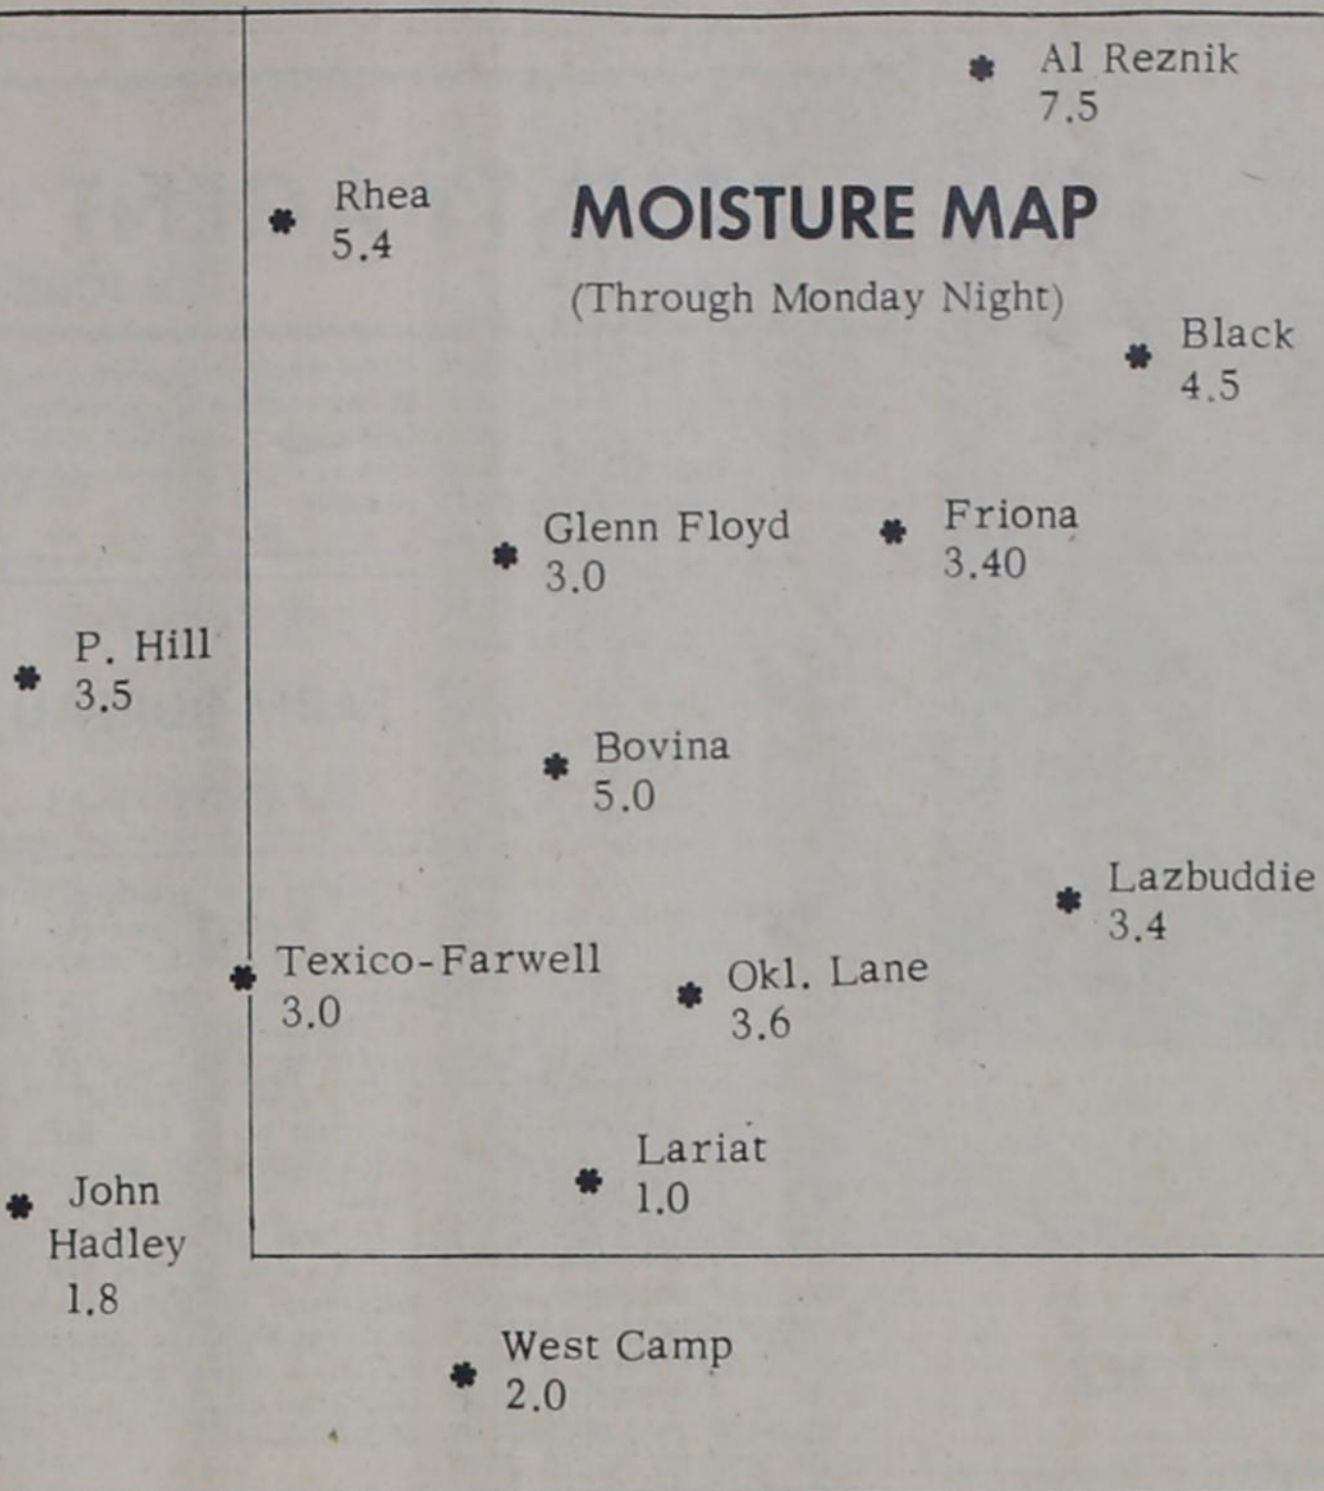 Al Reznik
7.5
Rhea
5.4
MOISTURE MAP
(Through Monday Night)
Black
4.5
Glenn Floyd
3.0
Friona
3.40
P. Hill
3.5
Bovina
5.0
Lazbuddie
3.4
Texico-Farwell
3.0
Okl. Lane
3.6
Lariat
1.0
John
Hadley
1.8
West Camp
2.0